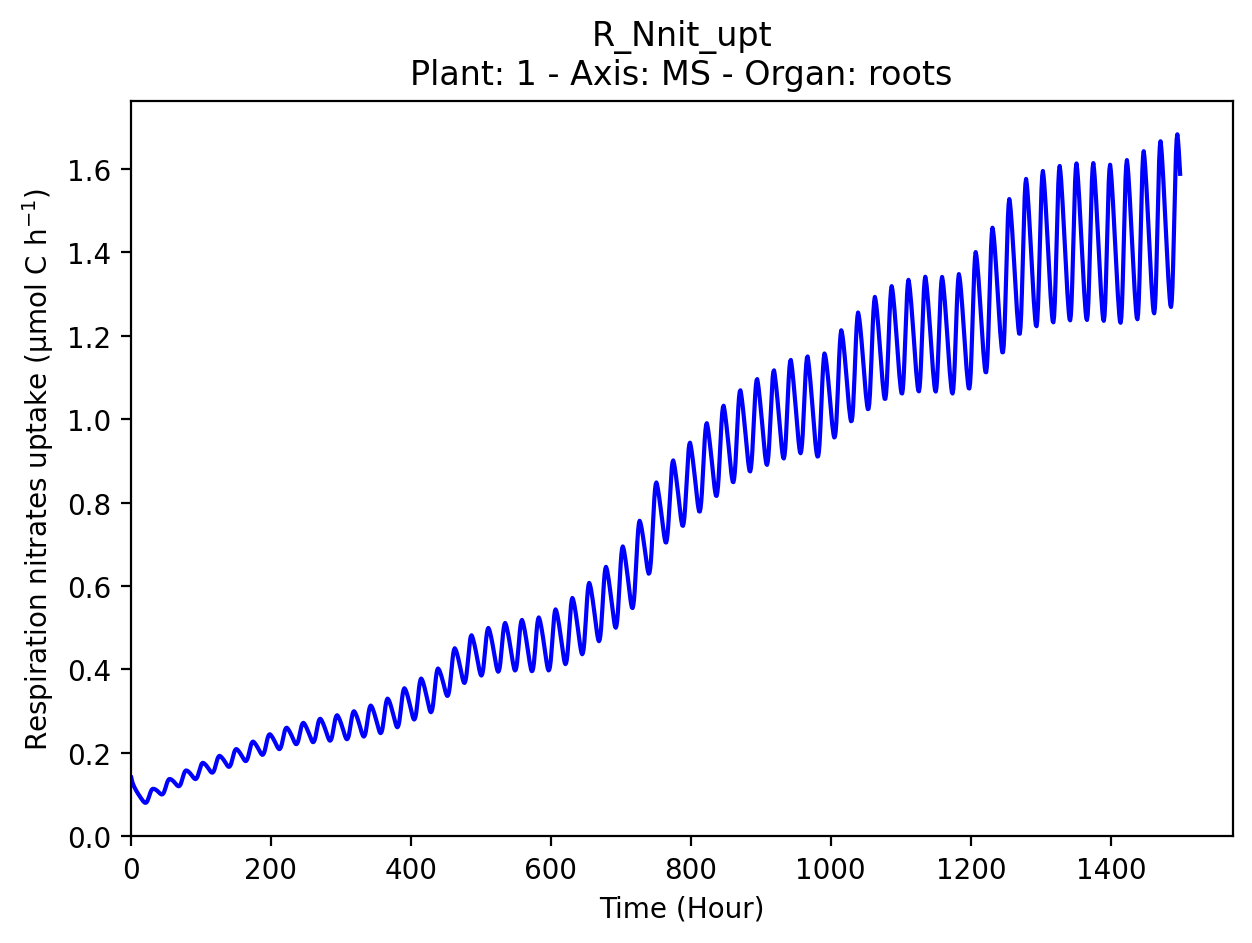 R_Nnit_upt
Plant: 1 - Axis: MS - Organ: roots
Respiration nitrates uptake (µmol C h⁻¹)
1.6
1.4
1.2
1.0
0.8
0.6
0.4
0.2
0.0
0 200 400 600 800 1000 1200 1400
Time (Hour)